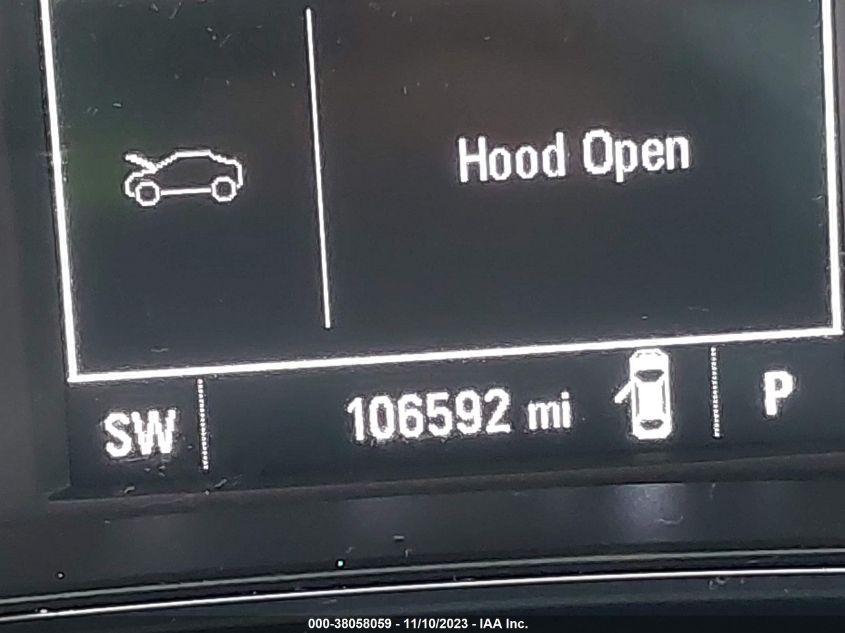 Hood Open
SW 106592 mi P
000-38058059 - 11/10/2023 - IAA Inc.